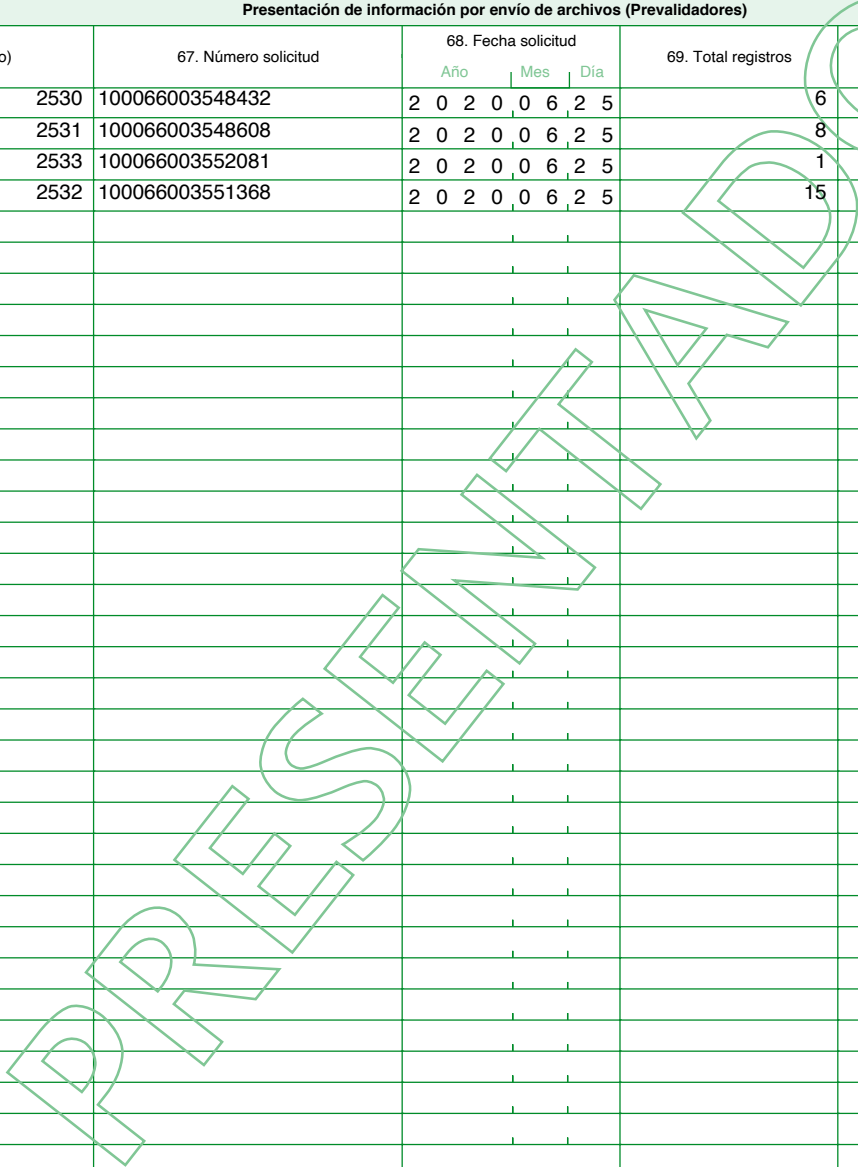 Presentación de información por envío de archivos (Prevalidadores)
o) 67. Número solicitud 68. Fecha solicitud 69. Total registros
Año Mes Día
2530 100066003548432 2 0 2 0 0 6 2 5 6
2531 100066003548608 2 0 2 0 0 6 2 5 8
2533 100066003552081 2 0 2 0 0 6 2 5 1
2532 100066003551368 2 0 2 0 0 6 2 5 15
PRESENTADO